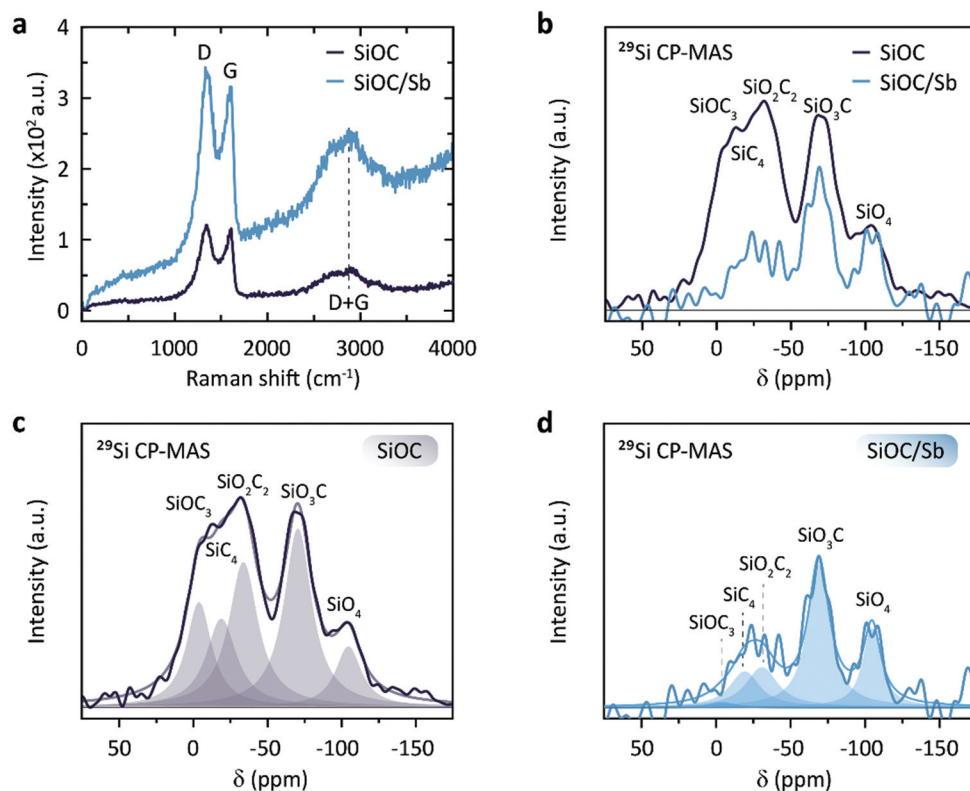 a
Intensity (x10² a.u.)
4
3
2
1
0
D
G
SiOC
SiOC/Sb
D+G
0
1000
2000
3000
4000
Raman shift (cm⁻¹)
b
²⁹Si CP-MAS
SiOC
SiOC/Sb
SiOC₃
SiO₂C₂
SiO₃C
SiC₄
SiO₄
Intensity (a.u.)
50
0
-50
-100
-150
δ (ppm)
c
²⁹Si CP-MAS
SiOC
SiOC₃
SiO₂C₂
SiO₃C
SiC₄
SiO₄
Intensity (a.u.)
50
0
-50
-100
-150
δ (ppm)
d
²⁹Si CP-MAS
SiOC/Sb
SiO₃C
SiO₂C₂
SiC₄
SiOC₃
SiO₄
Intensity (a.u.)
50
0
-50
-100
-150
δ (ppm)